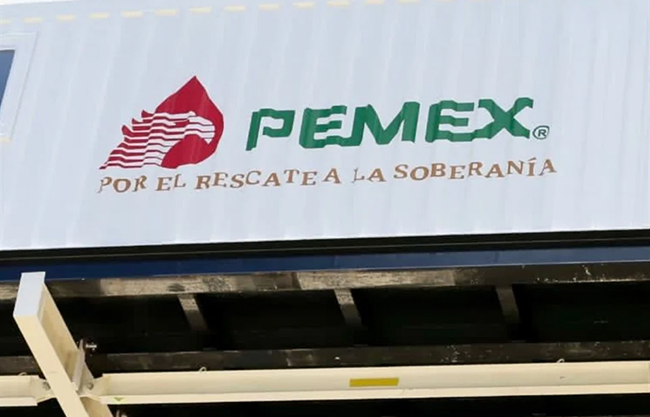 PEMEX®
POR EL RESCATE A LA SOBERANÍA